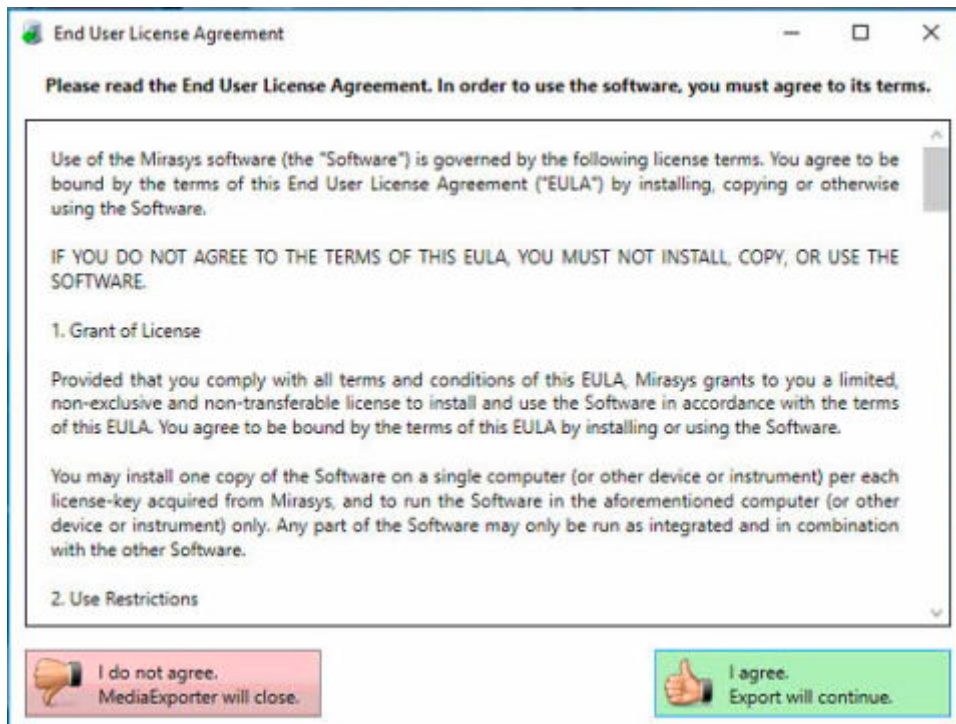 End User License Agreement
Please read the End User License Agreement. In order to use the software, you must agree to its terms.
Use of the Mirasys software (the "Software") is governed by the following license terms. You agree to be
bound by the terms of this End User License Agreement ("EULA") by installing, copying or otherwise
using the Software.
IF YOU DO NOT AGREE TO THE TERMS OF THIS EULA, YOU MUST NOT INSTALL, COPY, OR USE THE
SOFTWARE.
1. Grant of License
Provided that you comply with all terms and conditions of this EULA, Mirasys grants to you a limited,
non-exclusive and non-transferable license to install and use the Software in accordance with the terms
of this EULA. You agree to be bound by the terms of this EULA by installing or using the Software.
You may install one copy of the Software on a single computer (or other device or instrument) per each
license-key acquired from Mirasys, and to run the Software in the aforementioned computer (or other
device or instrument) only. Any part of the Software may only be run as integrated and in combination
with the other Software.
2. Use Restrictions
I do not agree.
MediaExporter will close.
I agree.
Export will continue.